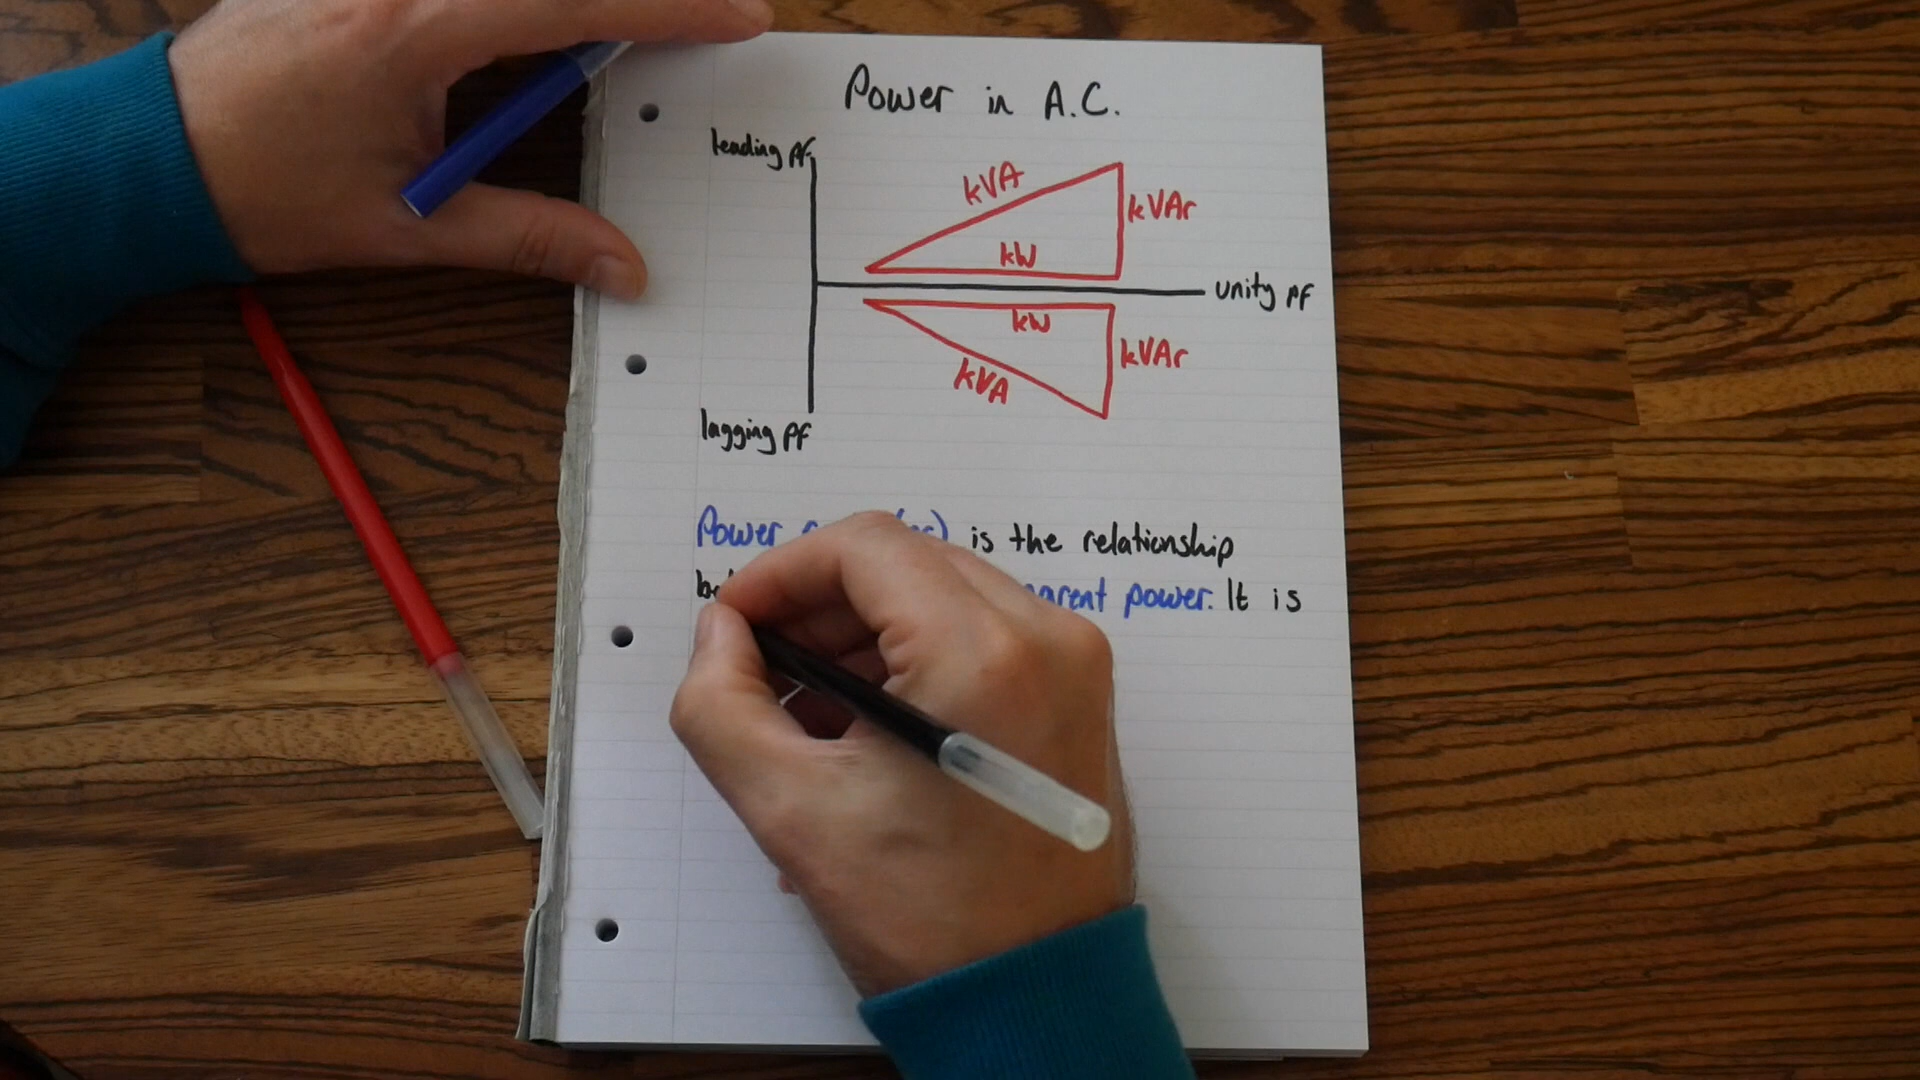 Power in A.C.
leading pf
kVA
kVAr
kW
unity pf
kW
kVAr
kVA
lagging pf
Power is the relationship
power. It is